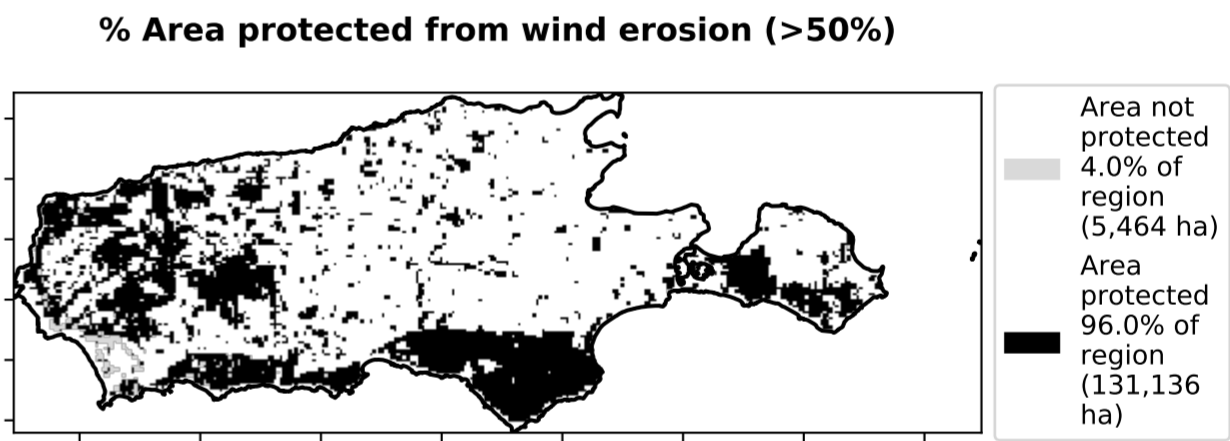 % Area protected from wind erosion (>50%)
Area not
protected
4.0% of
region
(5,464 ha)
Area
protected
96.0% of
region
(131,136
ha)